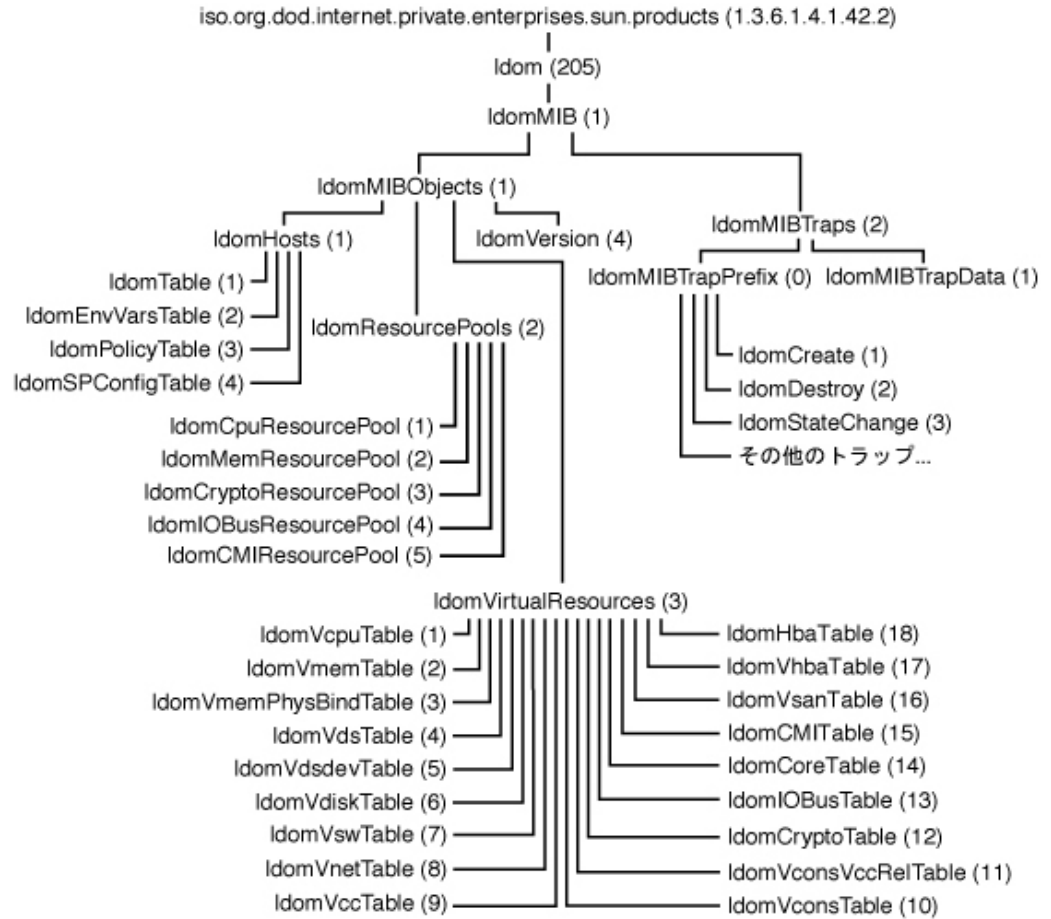 iso.org.dod.internet.private.enterprises.sun.products (1.3.6.1.4.1.42.2)
ldom (205)
ldomMIB (1)
ldomMIBObjects (1)
ldomMIBTraps (2)
ldomHosts (1)
ldomVersion (4)
ldomMIBTrapPrefix (0)
ldomMIBTrapData (1)
ldomTable (1)
ldomEnvVarsTable (2)
ldomPolicyTable (3)
ldomSPConfigTable (4)
ldomResourcePools (2)
ldomCreate (1)
ldomDestroy (2)
ldomStateChange (3)
その他のトラップ...
ldomCpuResourcePool (1)
ldomMemResourcePool (2)
ldomCryptoResourcePool (3)
ldomIOBusResourcePool (4)
ldomCMIResourcePool (5)
ldomVirtualResources (3)
ldomVcpuTable (1)
ldomVmemTable (2)
ldomVmemPhysBindTable (3)
ldomVdsTable (4)
ldomVdsdevTable (5)
ldomVdiskTable (6)
ldomVswTable (7)
ldomVnetTable (8)
ldomVccTable (9)
ldomHbaTable (18)
ldomVhbaTable (17)
ldomVsanTable (16)
ldomCMITable (15)
ldomCoreTable (14)
ldomIOBusTable (13)
ldomCryptoTable (12)
ldomVconsVccRelTable (11)
ldomVconsTable (10)